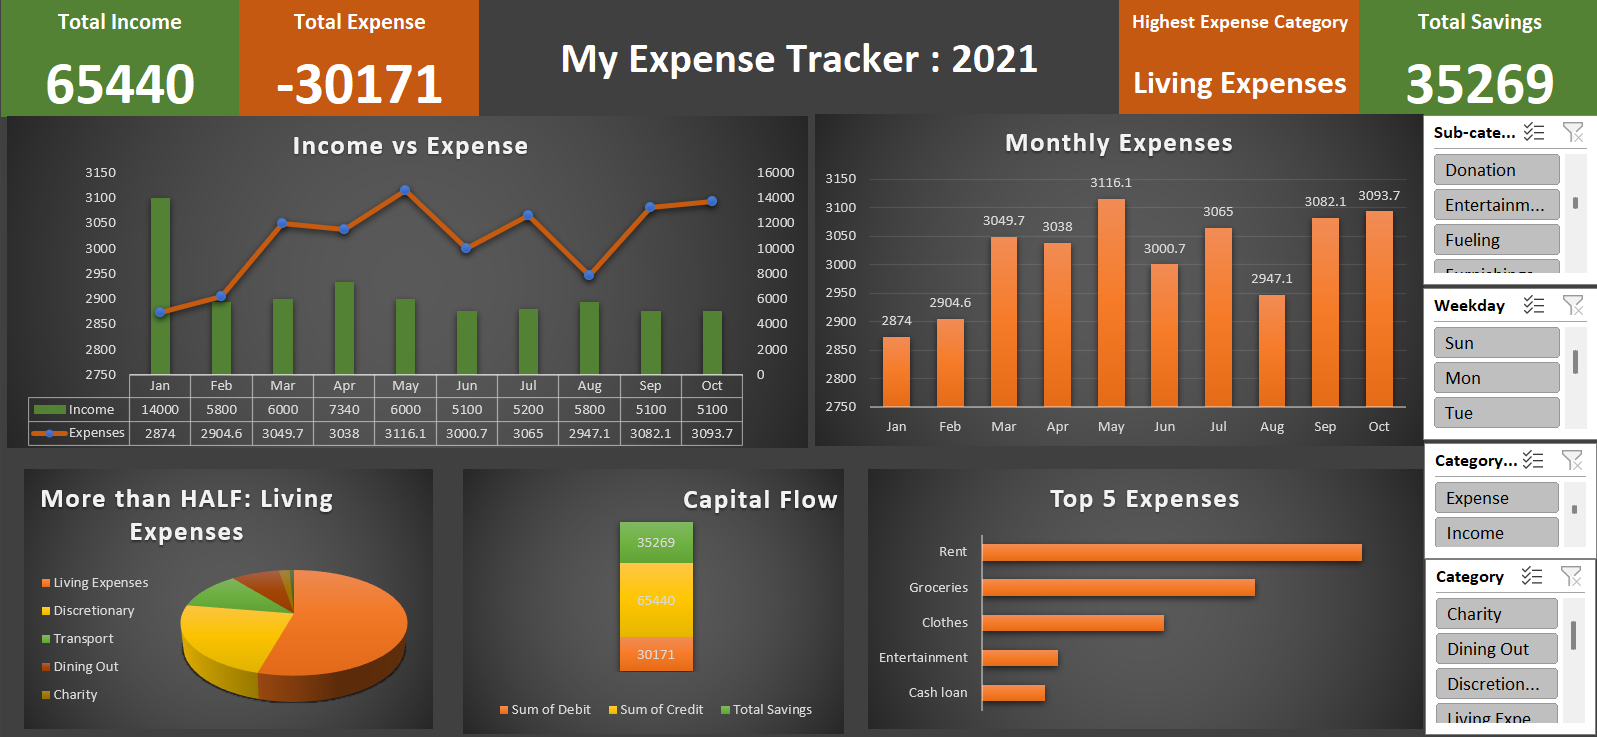 Total Income
65440
Total Expense
-30171
My Expense Tracker : 2021
Highest Expense Category
Living Expenses
Total Savings
35269
Income vs Expense
3150
3100
3050
3000
2950
2900
2850
2800
2750
16000
14000
12000
10000
8000
6000
4000
2000
0
Jan Feb Mar Apr May Jun Jul Aug Sep Oct
Income 14000 5800 6000 7340 6000 5100 5200 5800 5100 5100
Expenses 2874 2904.6 3049.7 3038 3116.1 3000.7 3065 2947.1 3082.1 3093.7
Monthly Expenses
3150
3100
3050
3000
2950
2900
2850
2800
2750
2874 2904.6 3049.7 3038 3116.1 3000.7 3065 2947.1 3082.1 3093.7
Jan Feb Mar Apr May Jun Jul Aug Sep Oct
Sub-cate...
Donation
Entertainm...
Fueling
Furnishings
Weekday
Sun
Mon
Tue
Category...
Expense
Income
Category
Charity
Dining Out
Discretion...
Living Expe
More than HALF: Living
Expenses
Living Expenses
Discretionary
Transport
Dining Out
Charity
Capital Flow
35269
65440
30171
Sum of Debit Sum of Credit Total Savings
Top 5 Expenses
Rent
Groceries
Clothes
Entertainment
Cash loan